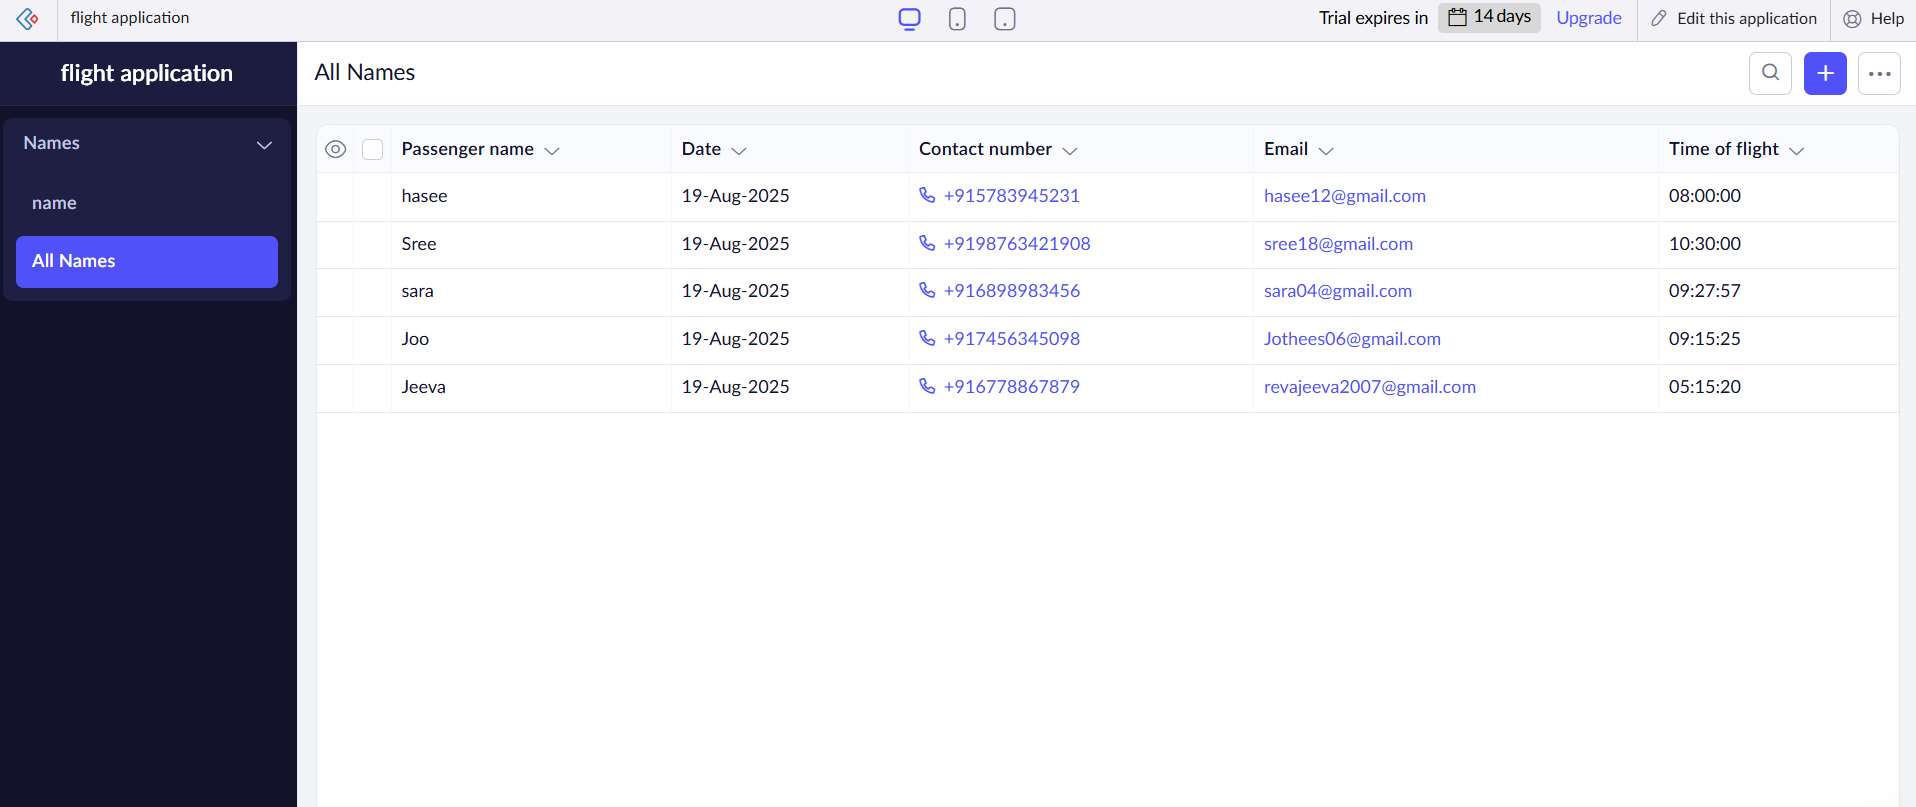 flight application Trial expires in 14 days Upgrade Edit this application Help
flight application
All Names
Names
name
All Names
Passenger name Date Contact number Email Time of flight
hasee 19-Aug-2025 +915783945231 hasee12@gmail.com 08:00:00
Sree 19-Aug-2025 +9198763421908 sree18@gmail.com 10:30:00
sara 19-Aug-2025 +916898983456 sara04@gmail.com 09:27:57
Joo 19-Aug-2025 +917456345098 Jothees06@gmail.com 09:15:25
Jeeva 19-Aug-2025 +916778867879 revajeeva2007@gmail.com 05:15:20